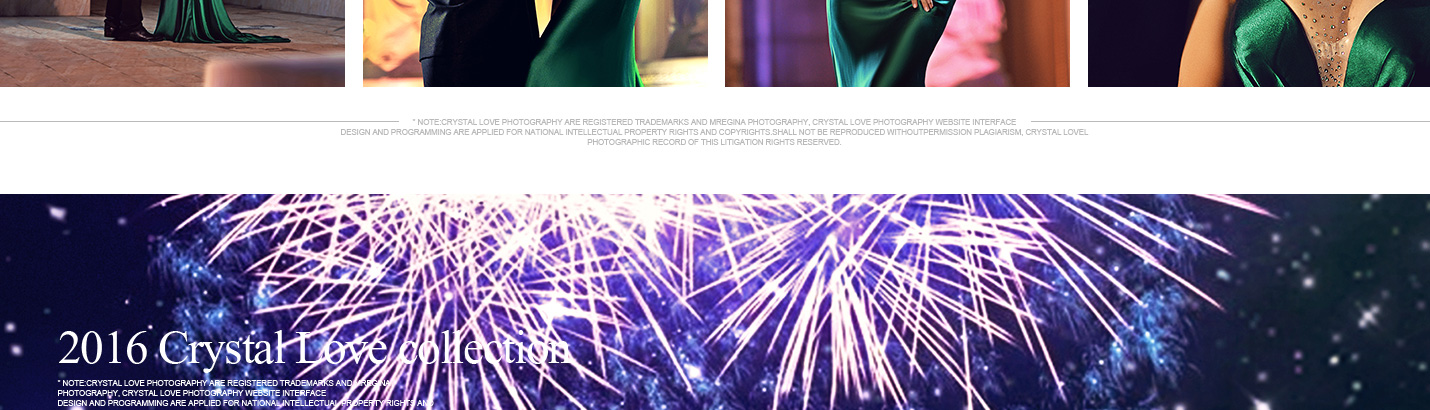 * NOTE:CRYSTAL LOVE PHOTOGRAPHY ARE REGISTERED TRADEMARKS AND MREGINA PHOTOGRAPHY, CRYSTAL LOVE PHOTOGRAPHY WEBSITE INTERFACE
DESIGN AND PROGRAMMING ARE APPLIED FOR NATIONAL INTELLECTUAL PROPERTY RIGHTS AND COPYRIGHTS.SHALL NOT BE REPRODUCED WITHOUTPERMISSION PLAGIARISM, CRYSTAL LOVEL
PHOTOGRAPHIC RECORD OF THIS LITIGATION RIGHTS RESERVED.
2016 Crystal Love collection
* NOTE:CRYSTAL LOVE PHOTOGRAPHY ARE REGISTERED TRADEMARKS AND MREGINA
PHOTOGRAPHY, CRYSTAL LOVE PHOTOGRAPHY WEBSITE INTERFACE
DESIGN AND PROGRAMMING ARE APPLIED FOR NATIONAL INTELLECTUAL PROPERTY RIGHTS AND